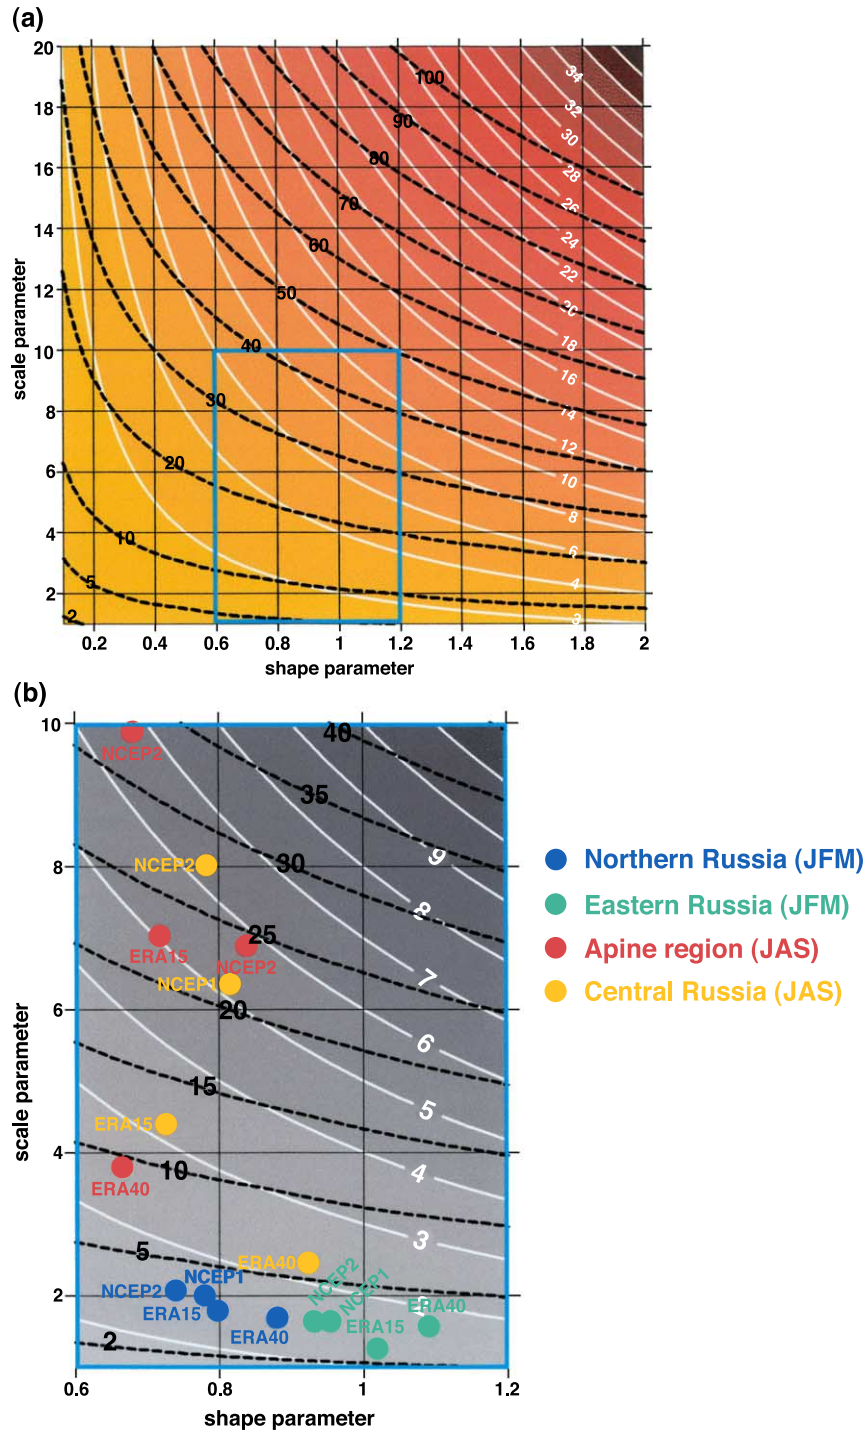 (a)
20
18
16
14
12
10
8
6
4
2
scale parameter
100
90
80
70
60
50
40
30
20
10
5
2
34
32
30
28
26
24
22
20
18
16
14
12
10
8
6
4
0.2 0.4 0.6 0.8 1 1.2 1.4 1.6 1.8 2
shape parameter
(b)
10
8
6
4
2
scale parameter
40
35
30
25
20
15
10
5
2
9
8
7
6
5
4
3
NCEP2
NCEP2
ERA15
NCEP2
NCEP1
ERA15
ERA40
ERA40
NCEP2
NCEP1
NCEP2
NCEP1
ERA15
ERA40
ERA15
ERA40
0.6 0.8 1 1.2
shape parameter
Northern Russia (JFM)
Eastern Russia (JFM)
Apine region (JAS)
Central Russia (JAS)